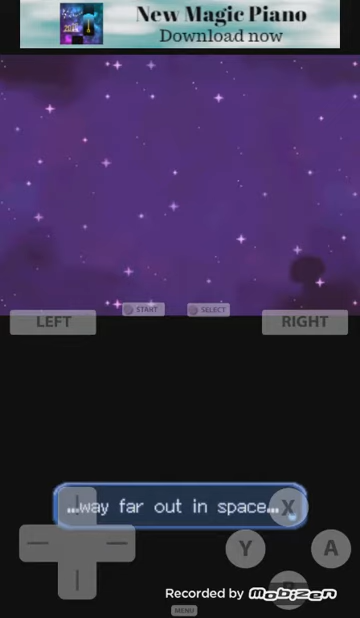 New Magic Piano
Download now
START
SELECT
LEFT
RIGHT
...way far out in space...
X
Y
A
B
Recorded by Mobizen
MENU